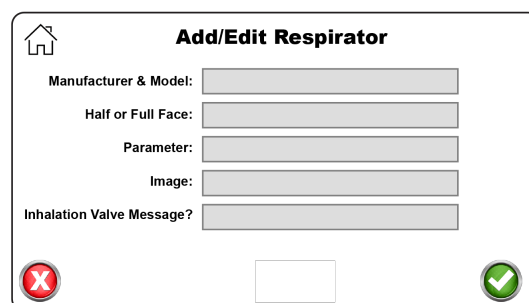 Add/Edit Respirator
Manufacturer & Model:
Half or Full Face:
Parameter:
Image:
Inhalation Valve Message?